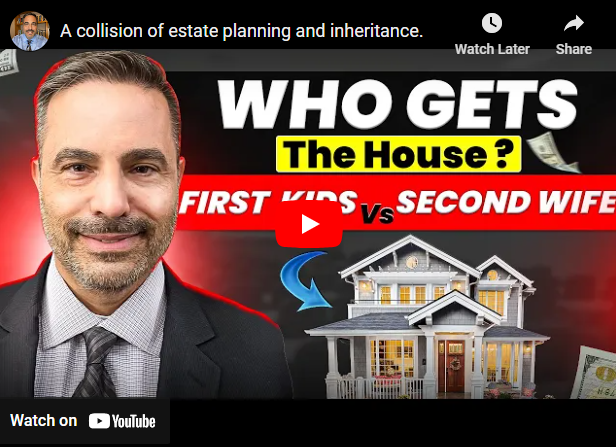 A collision of estate planning and inheritance.
Watch Later
Share
WHO GETS
The House?
FIRST KIDS Vs SECOND WIFE
Watch on YouTube